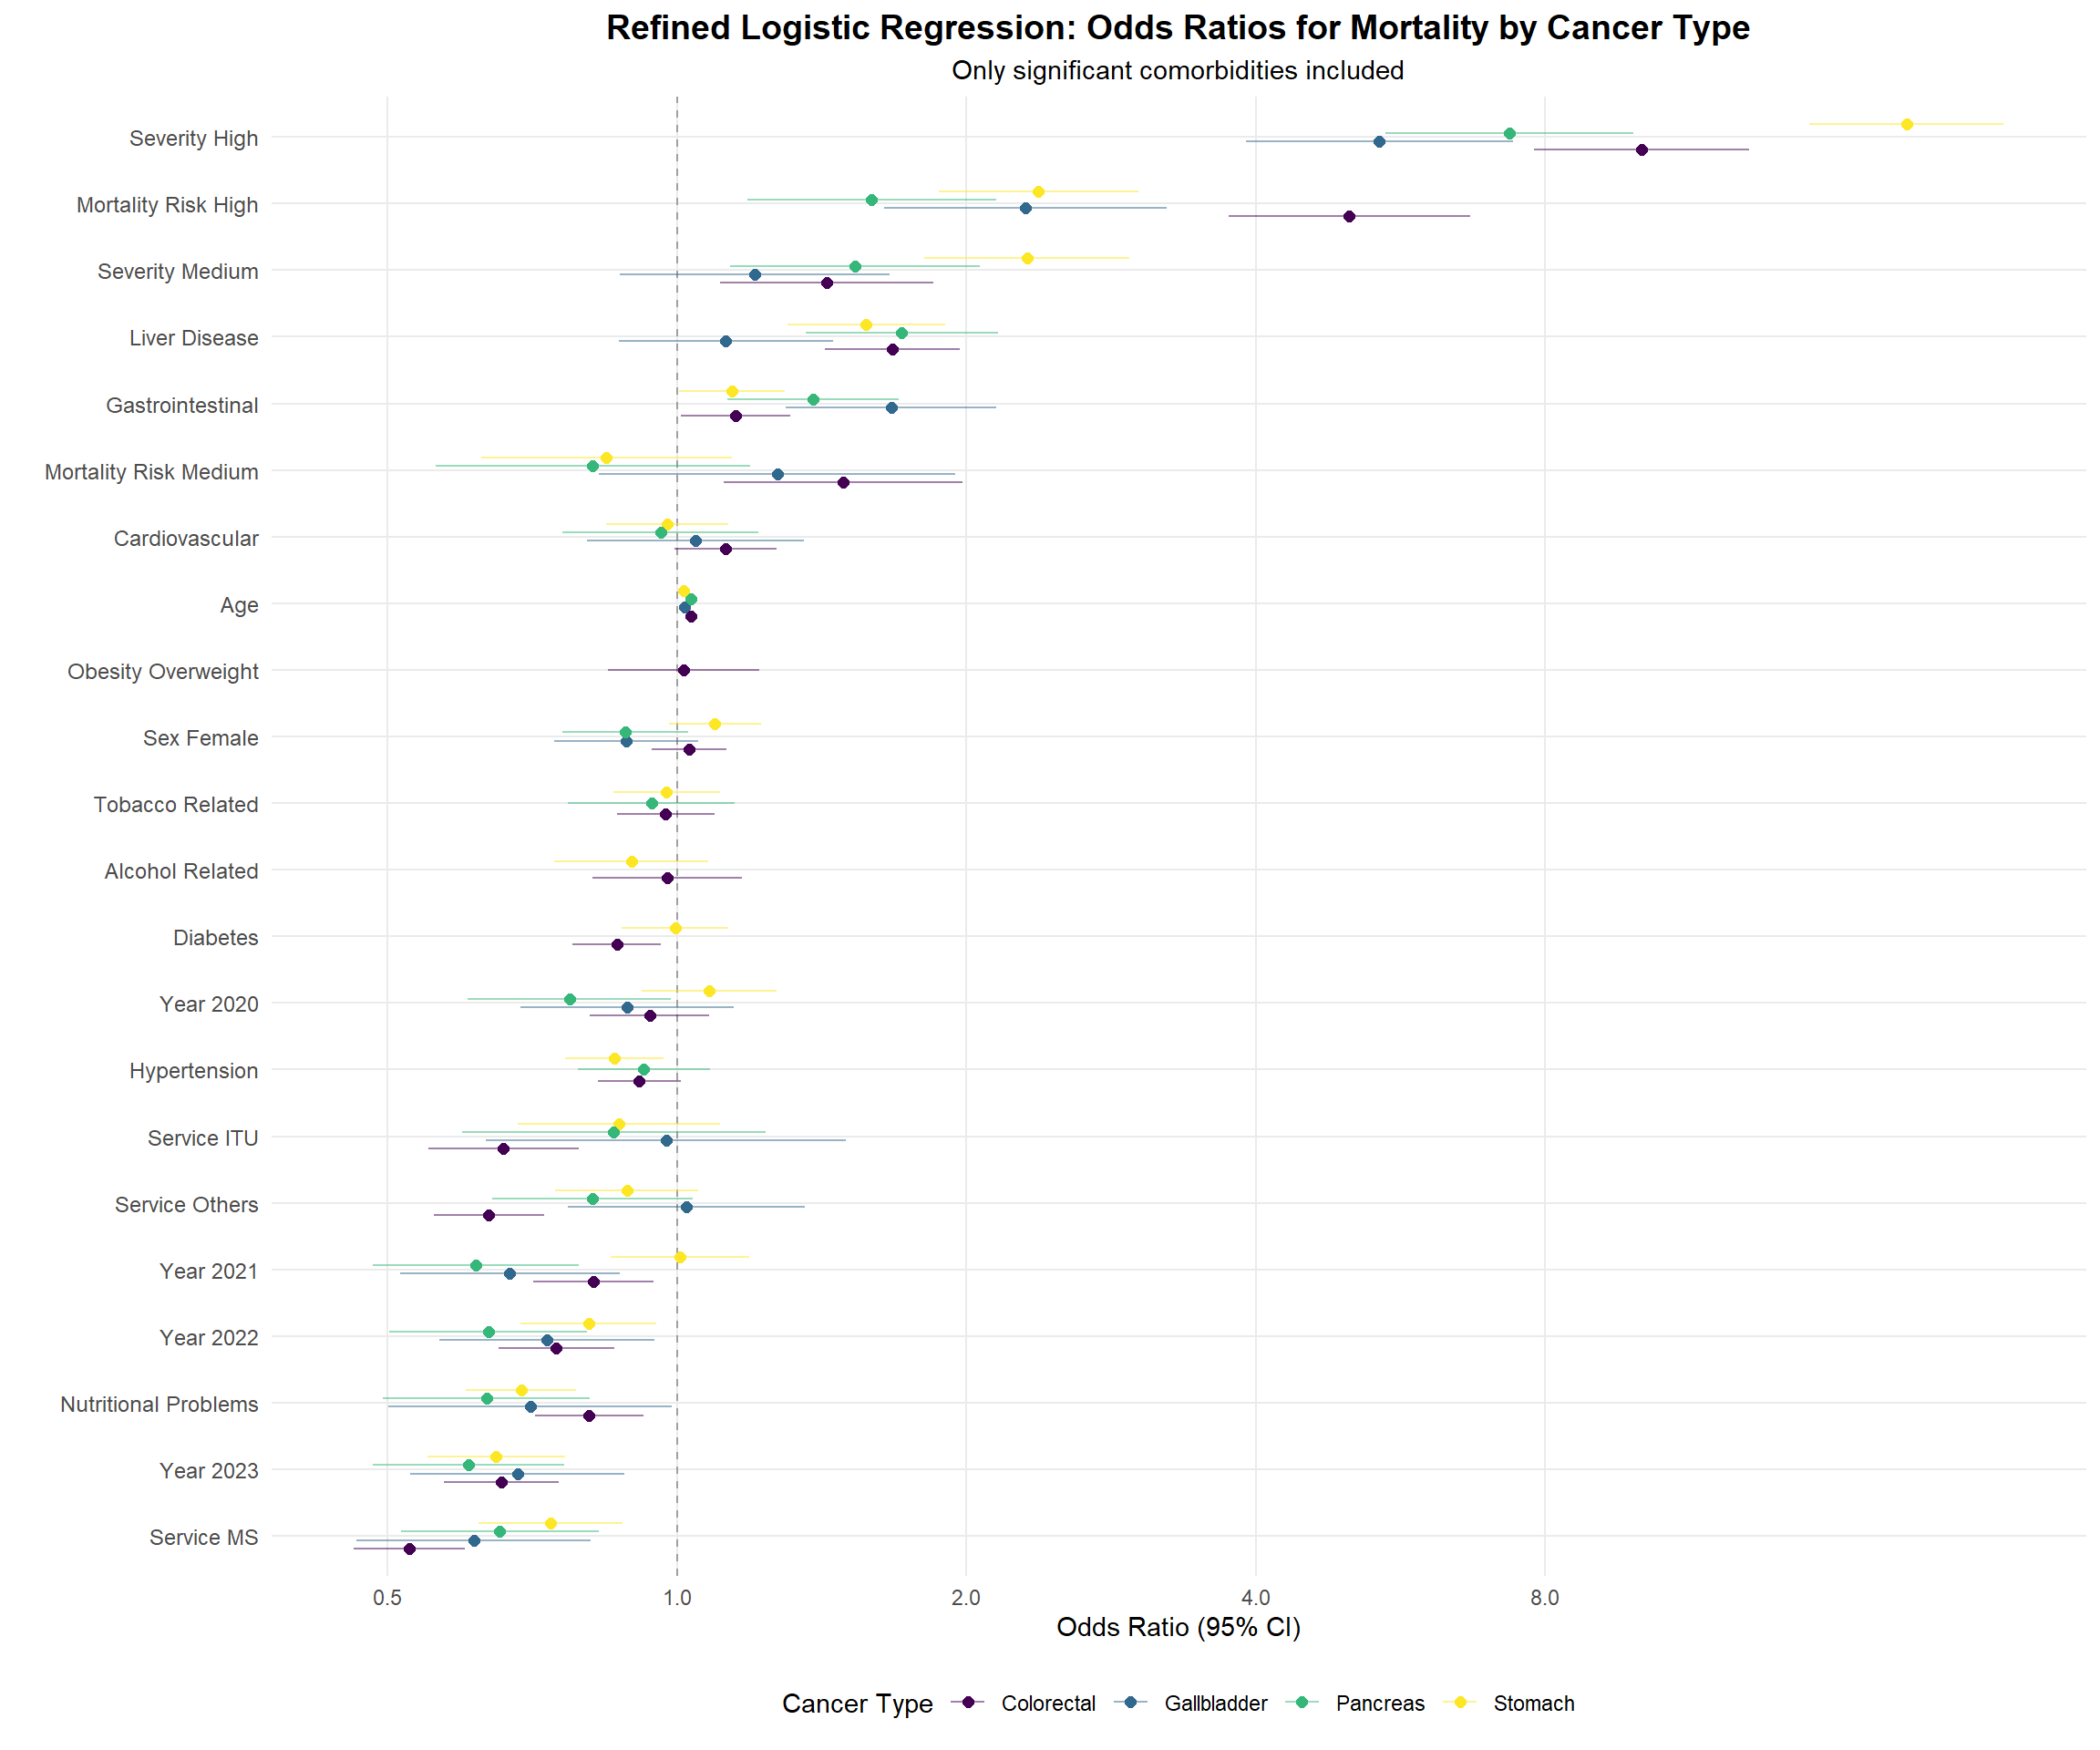 Refined Logistic Regression: Odds Ratios for Mortality by Cancer Type
Only significant comorbidities included
Severity High
Mortality Risk High
Severity Medium
Liver Disease
Gastrointestinal
Mortality Risk Medium
Cardiovascular
Age
Obesity Overweight
Sex Female
Tobacco Related
Alcohol Related
Diabetes
Year 2020
Hypertension
Service ITU
Service Others
Year 2021
Year 2022
Nutritional Problems
Year 2023
Service MS
0.5 1.0 2.0 4.0 8.0
Odds Ratio (95% CI)
Cancer Type Colorectal Gallbladder Pancreas Stomach